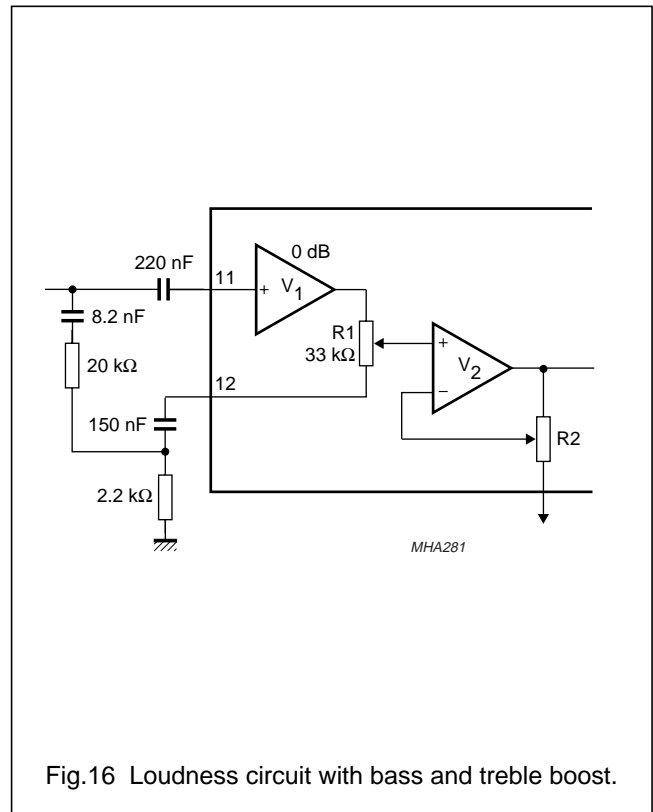 0 dB
220 nF
11
+
V1
8.2 nF
R1
33 kΩ
+
V2
−
20 kΩ
12
150 nF
R2
2.2 kΩ
MHA281
Fig.16 Loudness circuit with bass and treble boost.